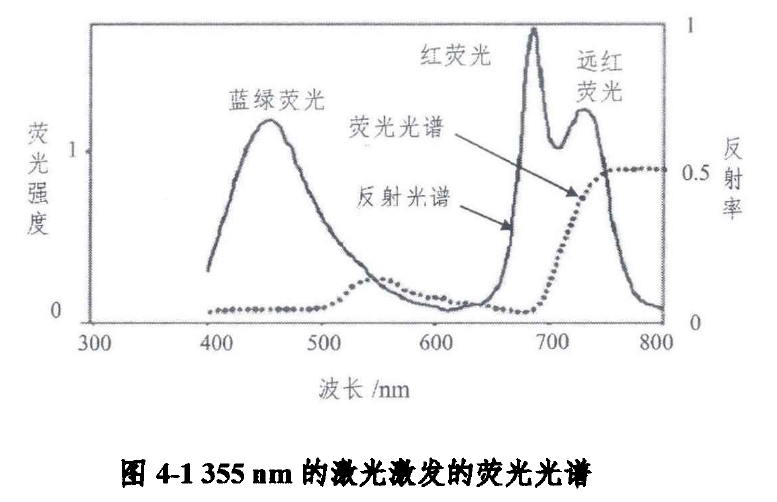 1
红荧光
远红
荧光
蓝绿荧光
荧光光谱
荧光强度
1
反射率
0.5
反射光谱
0
0
300
400
500
600
700
800
波长 /nm
图 4-1 355 nm 的激光激发的荧光光谱